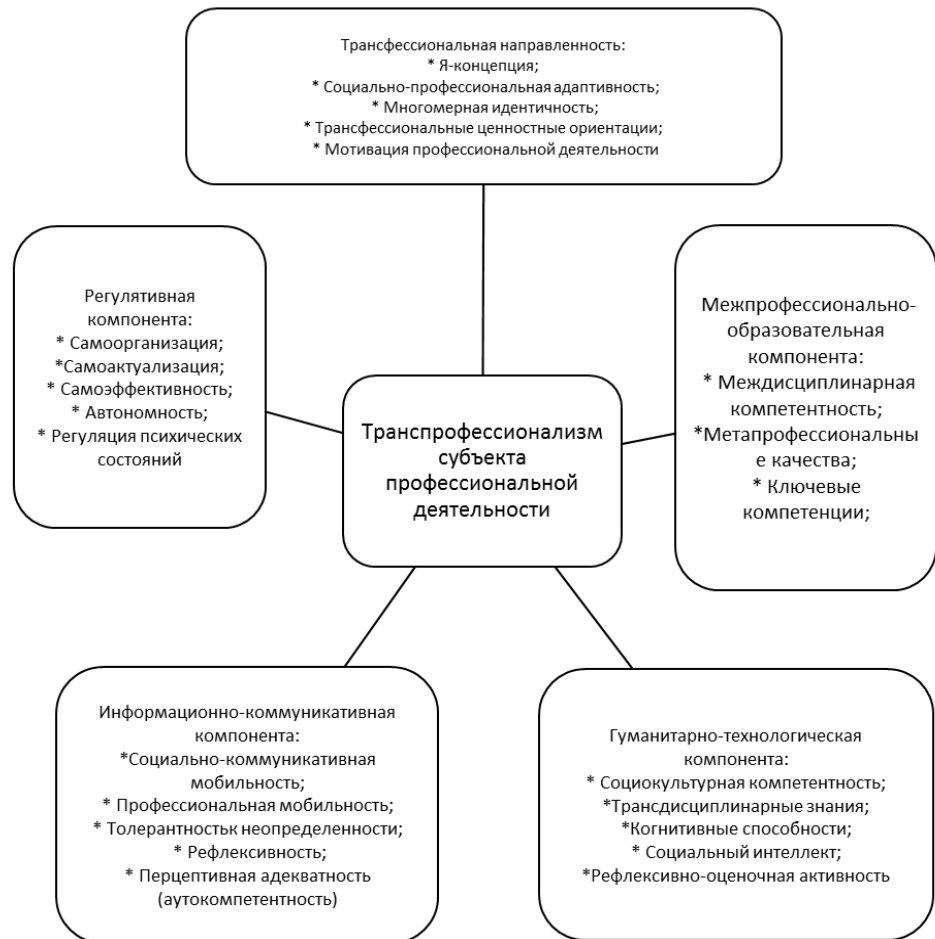 Трансфессиональная направленность:
* Я-концепция;
* Социально-профессиональная адаптивность;
* Многомерная идентичность;
* Трансфессиональные ценностные ориентации;
* Мотивация профессиональной деятельности
Регулятивная
компонента:
* Самоорганизация;
*Самоактуализация;
* Самоэффективность;
* Автономность;
* Регуляция психических
состояний
Межпрофессионально-
образовательная
компонента:
* Междисциплинарная
компетентность;
*Метапрофессиональны
е качества;
* Ключевые
компетенции;
Транспрофессионализм
субъекта
профессиональной
деятельности
Информационно-коммуникативная
компонента:
*Социально-коммуникативная
мобильность;
* Профессиональная мобильность;
* Толерантностьк неопределенности;
* Рефлексивность;
* Перцептивная адекватность
(аутокомпетентность)
Гуманитарно-технологическая
компонента:
* Социокультурная компетентность;
*Трансдисциплинарные знания;
*Когнитивные способности;
* Социальный интеллект;
*Рефлексивно-оценочная активность